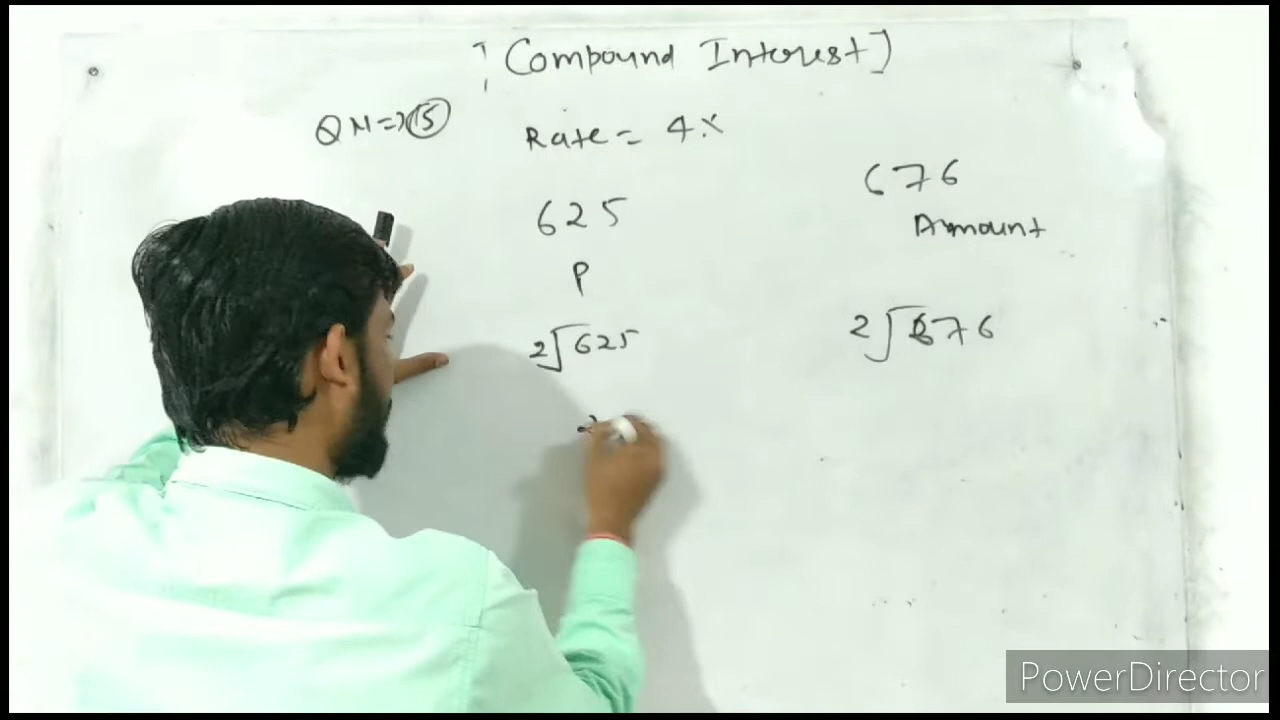 [Compound Interest]
QN=>15
Rate = 4%
625
P
676
Amount
2√625
2√676
PowerDirector